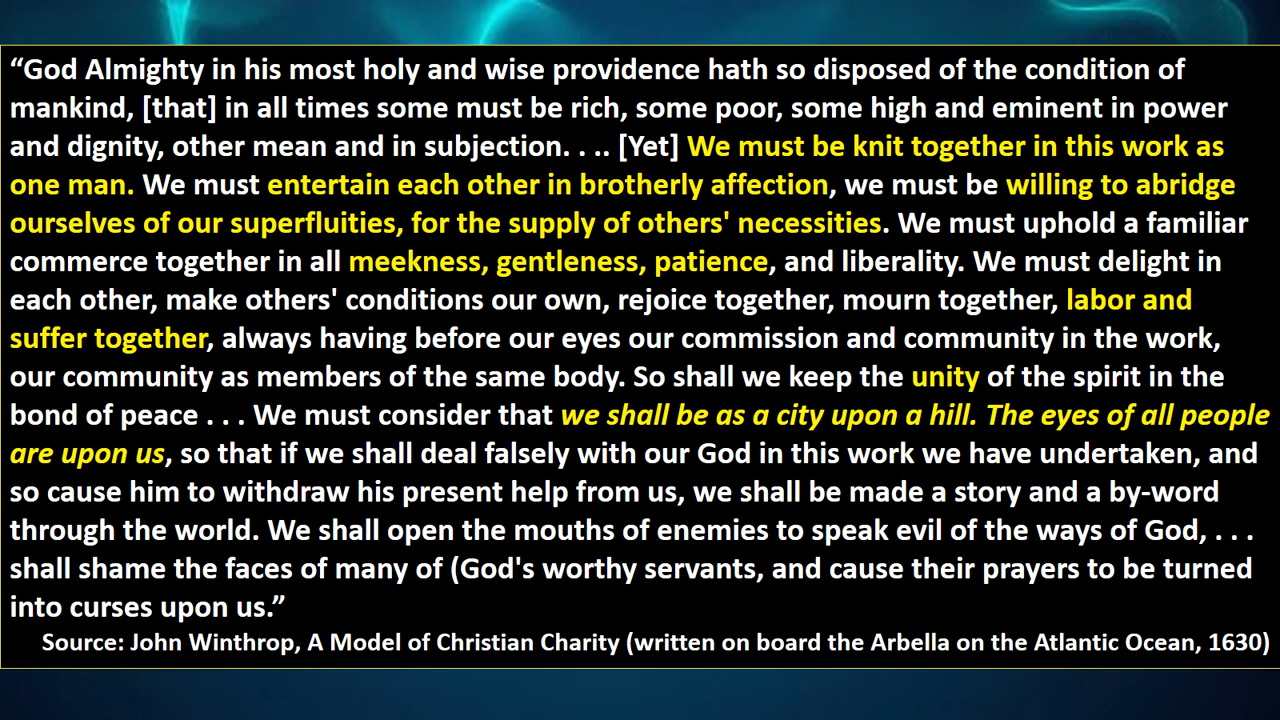 “God Almighty in his most holy and wise providence hath so disposed of the condition of
mankind, [that] in all times some must be rich, some poor, some high and eminent in power
and dignity, other mean and in subjection. . .. [Yet] We must be knit together in this work as
one man. We must entertain each other in brotherly affection, we must be willing to abridge
ourselves of our superfluities, for the supply of others' necessities. We must uphold a familiar
commerce together in all meekness, gentleness, patience, and liberality. We must delight in
each other, make others' conditions our own, rejoice together, mourn together, labor and
suffer together, always having before our eyes our commission and community in the work,
our community as members of the same body. So shall we keep the unity of the spirit in the
bond of peace . . . We must consider that we shall be as a city upon a hill. The eyes of all people
are upon us, so that if we shall deal falsely with our God in this work we have undertaken, and
so cause him to withdraw his present help from us, we shall be made a story and a by-word
through the world. We shall open the mouths of enemies to speak evil of the ways of God, . . .
shall shame the faces of many of (God's worthy servants, and cause their prayers to be turned
into curses upon us.”
Source: John Winthrop, A Model of Christian Charity (written on board the Arbella on the Atlantic Ocean, 1630)